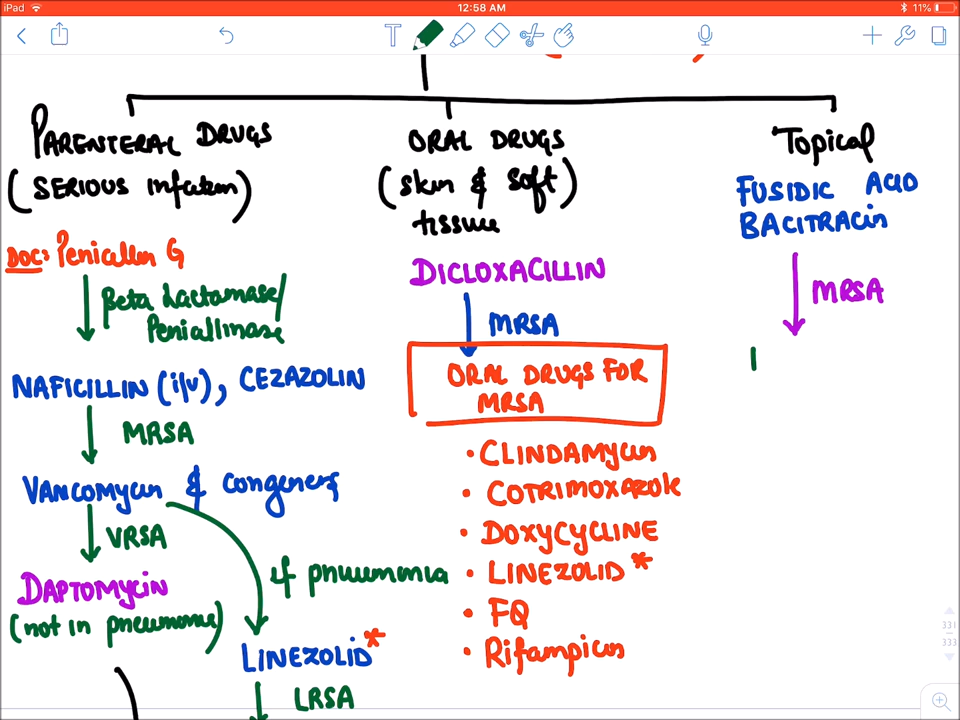 iPad
12:58 AM
11%
T
PARENTERAL DRUGS
(SERIOUS Infection)
DOC: Penicillin G
Beta Lactamase/
Penicillinase
NAFICILLIN (i/v), CEZAZOLIN
MRSA
VANCOMYCIN & congeners
VRSA
DAPTOMYCIN
(not in pneumonia)
if pneumonia
LINEZOLID*
LRSA
ORAL DRUGS
(Skin & Soft)
tissue
DICLOXACILLIN
MRSA
ORAL DRUGS FOR
MRSA
• CLINDAMYCIN
• COTRIMOXAZOLE
• DOXYCYCLINE
• LINEZOLID*
• FQ
• Rifampicin
Topical
FUSIDIC ACID
BACITRACIN
MRSA
331
333